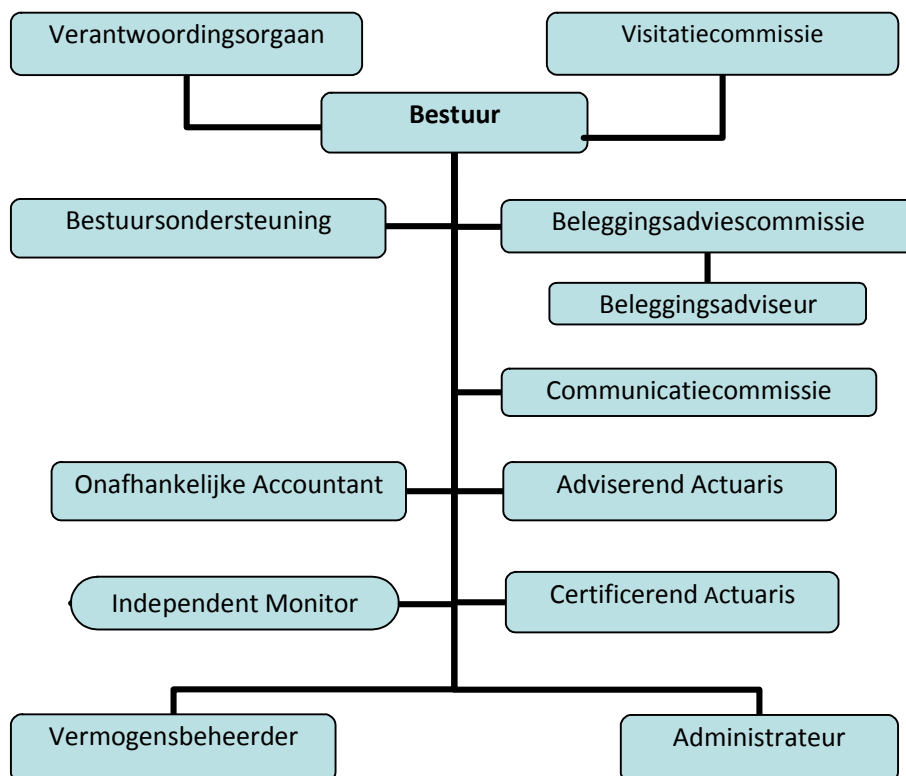 Verantwoordingsorgaan
Visitatiecommissie
Bestuur
Bestuursondersteuning
Beleggingsadviescommissie
Beleggingsadviseur
Communicatiecommissie
Onafhankelijke Accountant
Adviserend Actuaris
Independent Monitor
Certificerend Actuaris
Vermogensbeheerder
Administrateur